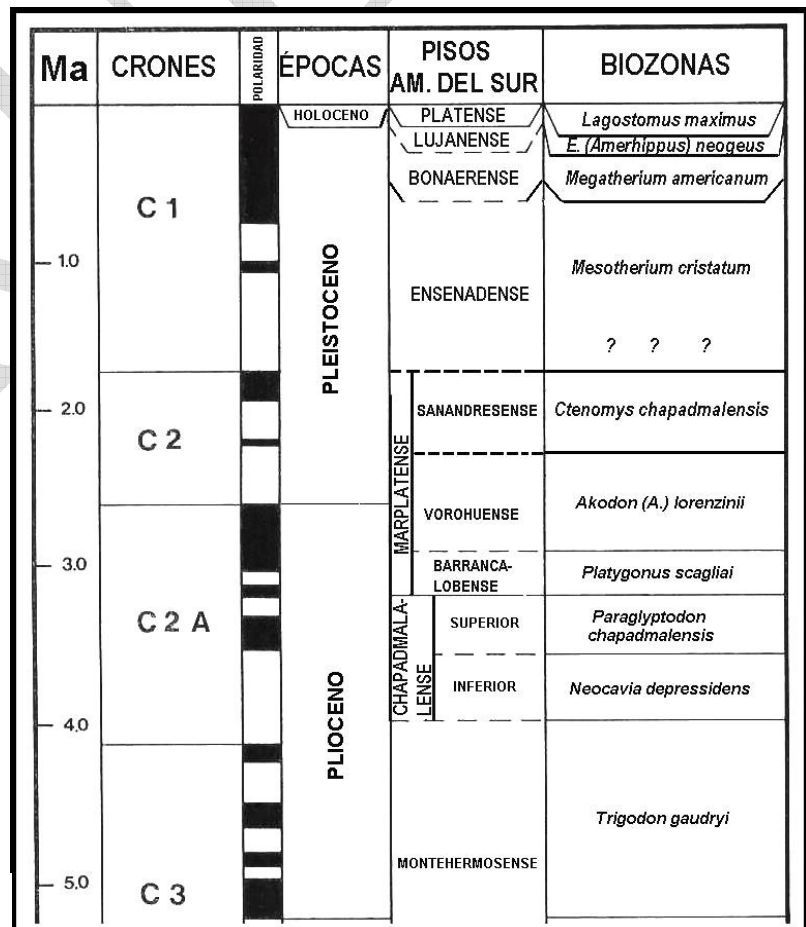 Ma
CRONES
POLARIDAD
ÉPOCAS
PISOS
AM. DEL SUR
BIOZONAS
HOLOCENO
PLATENSE
Lagostomus maximus
LUJANENSE
E. (Amerhippus) neogeus
BONAERENSE
Megatherium americanum
C 1
1.0
PLEISTOCENO
ENSENADENSE
Mesotherium cristatum
? ? ?
2.0
C 2
MARPLATENSE
SANANDRESENSE
Ctenomys chapadmalensis
VOROHUENSE
Akodon (A.) lorenzinii
3.0
BARRANCA-
LOBENSE
Platygonus scagliai
C 2 A
PLIOCENO
CHAPADMALA-
LENSE
SUPERIOR
Paraglyptodon
chapadmalensis
INFERIOR
Neocavia depressidens
4.0
Trigodon gaudryi
MONTEHERMOSENSE
5.0
C 3